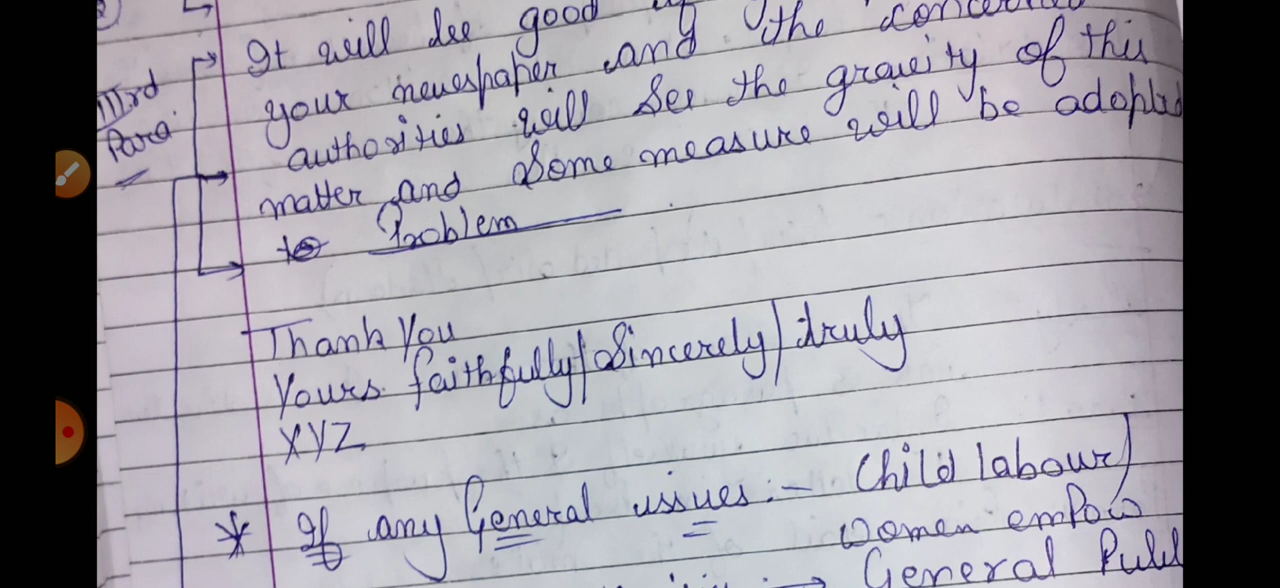 It will be good
IIIrd your newspaper and the
Para authorities will see the gravity of this
matter and some measure will be adopted
to Problem
Thank You
Yours faithfully/Sincerely/truly
XYZ
* If any General issues:- Child labour/
women empow
General Publ